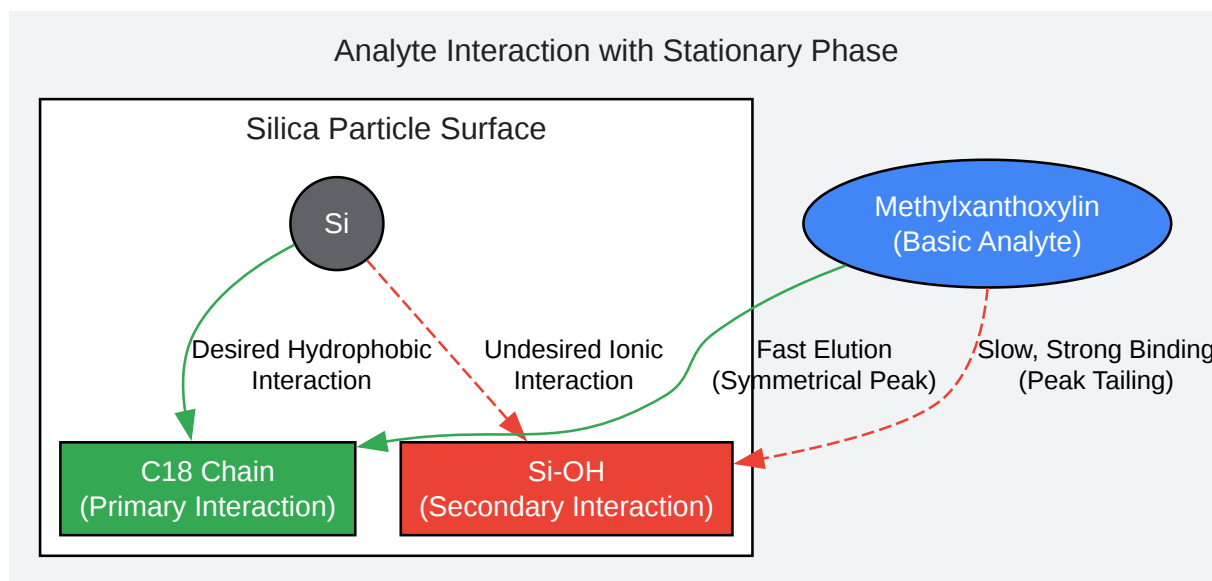 Analyte Interaction with Stationary Phase
Silica Particle Surface
Si
Methylxanthoxylin
(Basic Analyte)
Desired Hydrophobic
Interaction
Undesired Ionic
Interaction
Fast Elution
(Symmetrical Peak)
Slow, Strong Binding
(Peak Tailing)
C18 Chain
(Primary Interaction)
Si-OH
(Secondary Interaction)